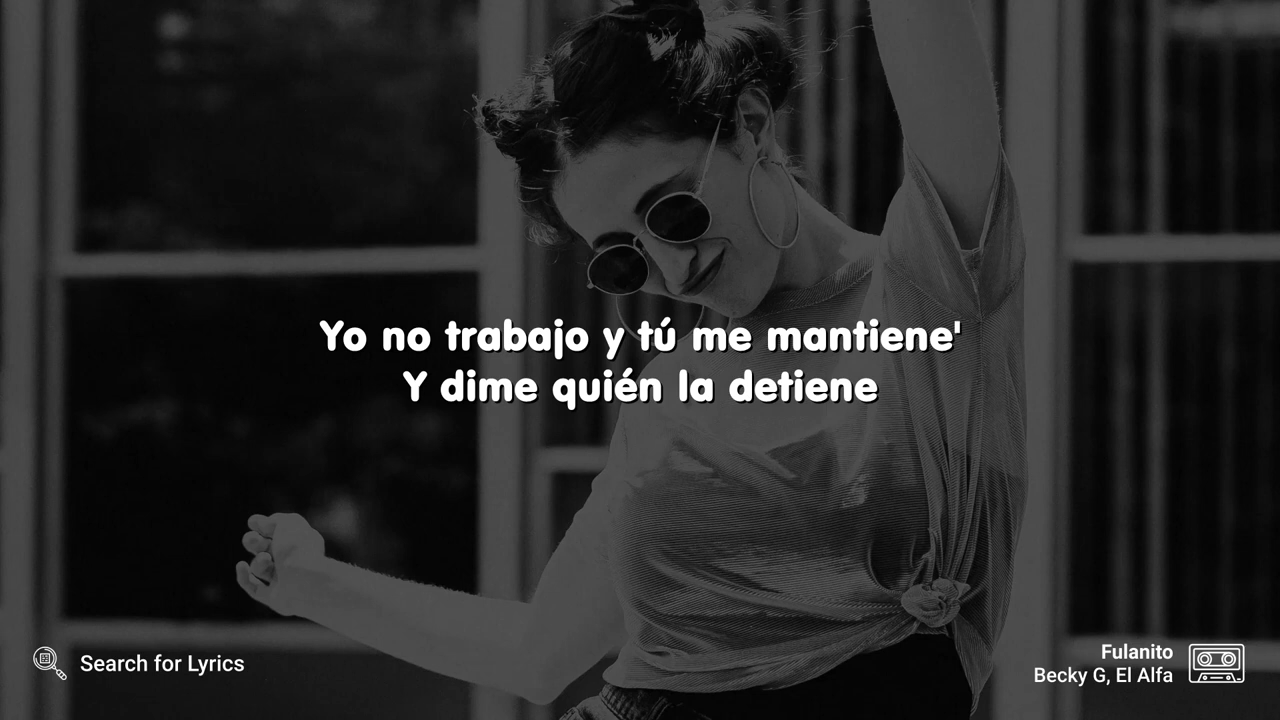 Yo no trabajo y tú me mantiene'
Y dime quién la detiene
Search for Lyrics
Fulanito
Becky G, El Alfa